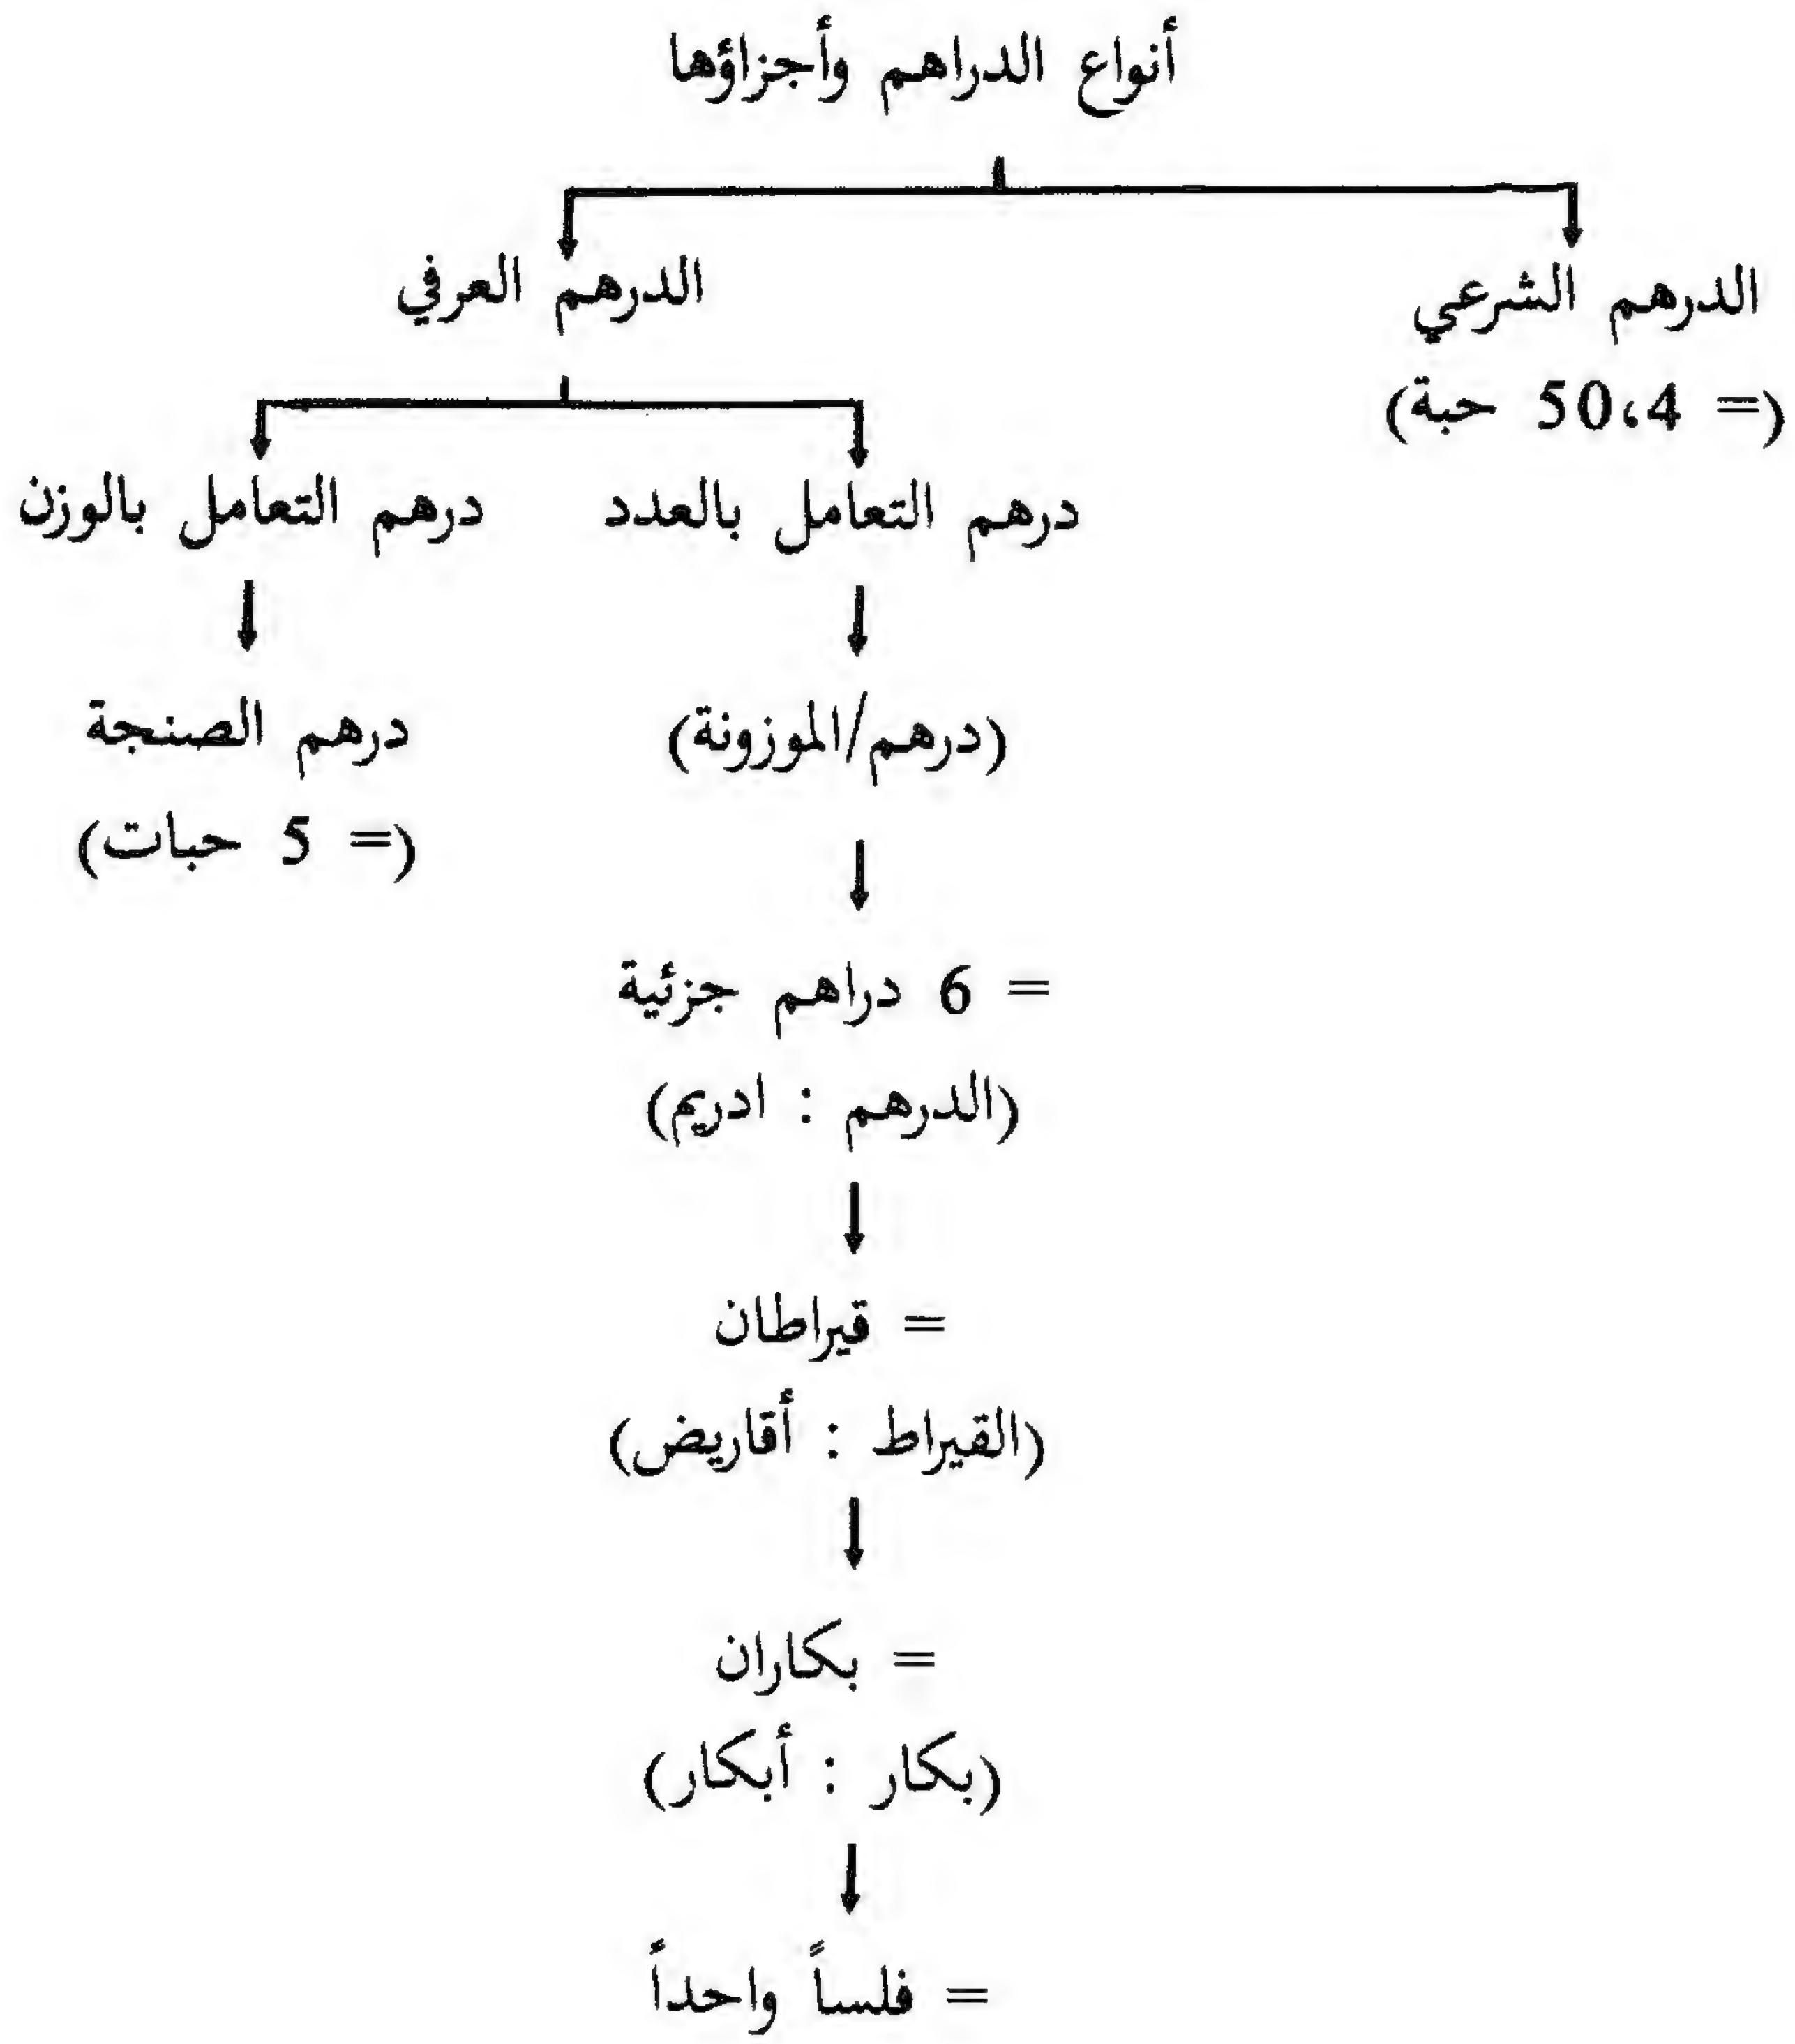 أنواع الدراهم وأجزاؤها
الدرهم الشرعي
(= 50،4 حبة)
الدرهم العرفي
درهم التعامل بالعدد
(درهم/الموزونة)
= 6 دراهم جزئية
(الدرهم : ادريم)
= قيراطان
(القيراط : أقاريض)
= بكاران
(بكار : أبكار)
= فلساً واحداً
درهم التعامل بالوزن
درهم الصنجة
(= 5 حبات)